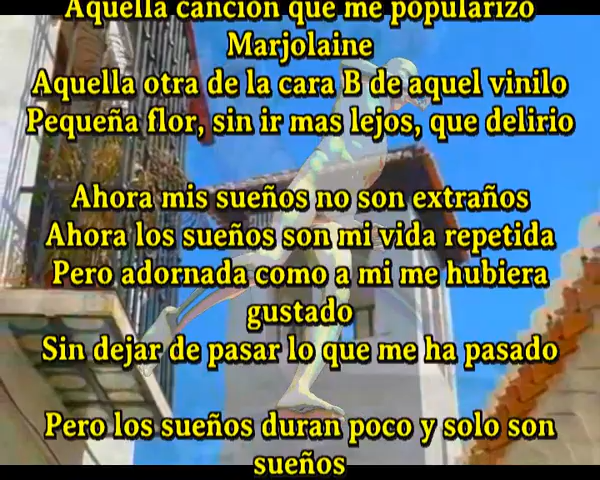 Aquella canción que me popularizó
Marjolaine
Aquella otra de la cara B de aquel vinilo
Pequeña flor, sin ir mas lejos, que delirio
Ahora mis sueños no son extraños
Ahora los sueños son mi vida repetida
Pero adornada como a mi me hubiera
gustado
Sin dejar de pasar lo que me ha pasado
Pero los sueños duran poco y solo son
sueños